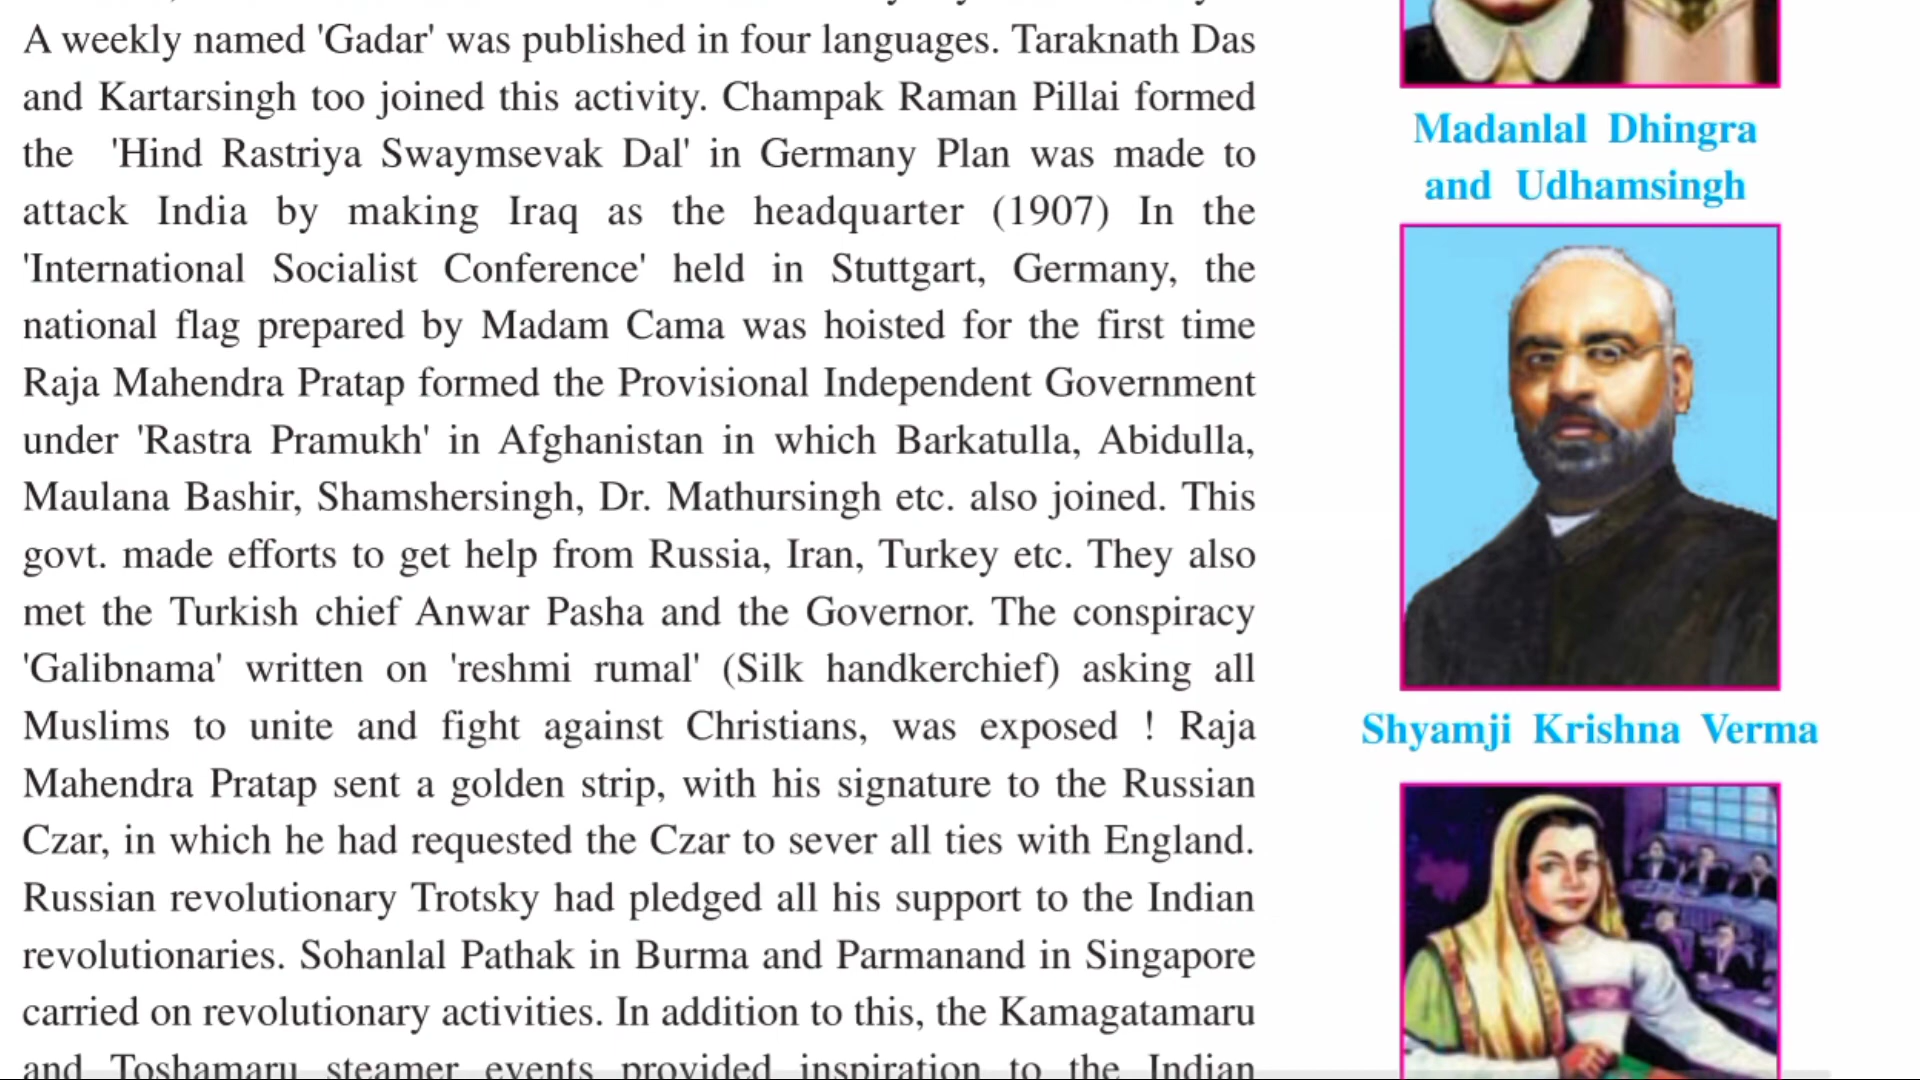 A weekly named 'Gadar' was published in four languages. Taraknath Das
and Kartarsingh too joined this activity. Champak Raman Pillai formed
the 'Hind Rastriya Swaymsevak Dal' in Germany Plan was made to
attack India by making Iraq as the headquarter (1907) In the
'International Socialist Conference' held in Stuttgart, Germany, the
national flag prepared by Madam Cama was hoisted for the first time
Raja Mahendra Pratap formed the Provisional Independent Government
under 'Rastra Pramukh' in Afghanistan in which Barkatulla, Abidulla,
Maulana Bashir, Shamshersingh, Dr. Mathursingh etc. also joined. This
govt. made efforts to get help from Russia, Iran, Turkey etc. They also
met the Turkish chief Anwar Pasha and the Governor. The conspiracy
'Galibnama' written on 'reshmi rumal' (Silk handkerchief) asking all
Muslims to unite and fight against Christians, was exposed ! Raja
Mahendra Pratap sent a golden strip, with his signature to the Russian
Czar, in which he had requested the Czar to sever all ties with England.
Russian revolutionary Trotsky had pledged all his support to the Indian
revolutionaries. Sohanlal Pathak in Burma and Parmanand in Singapore
carried on revolutionary activities. In addition to this, the Kamagatamaru
and Toshamaru steamer events provided inspiration to the Indian
Madanlal Dhingra
and Udhamsingh
Shyamji Krishna Verma